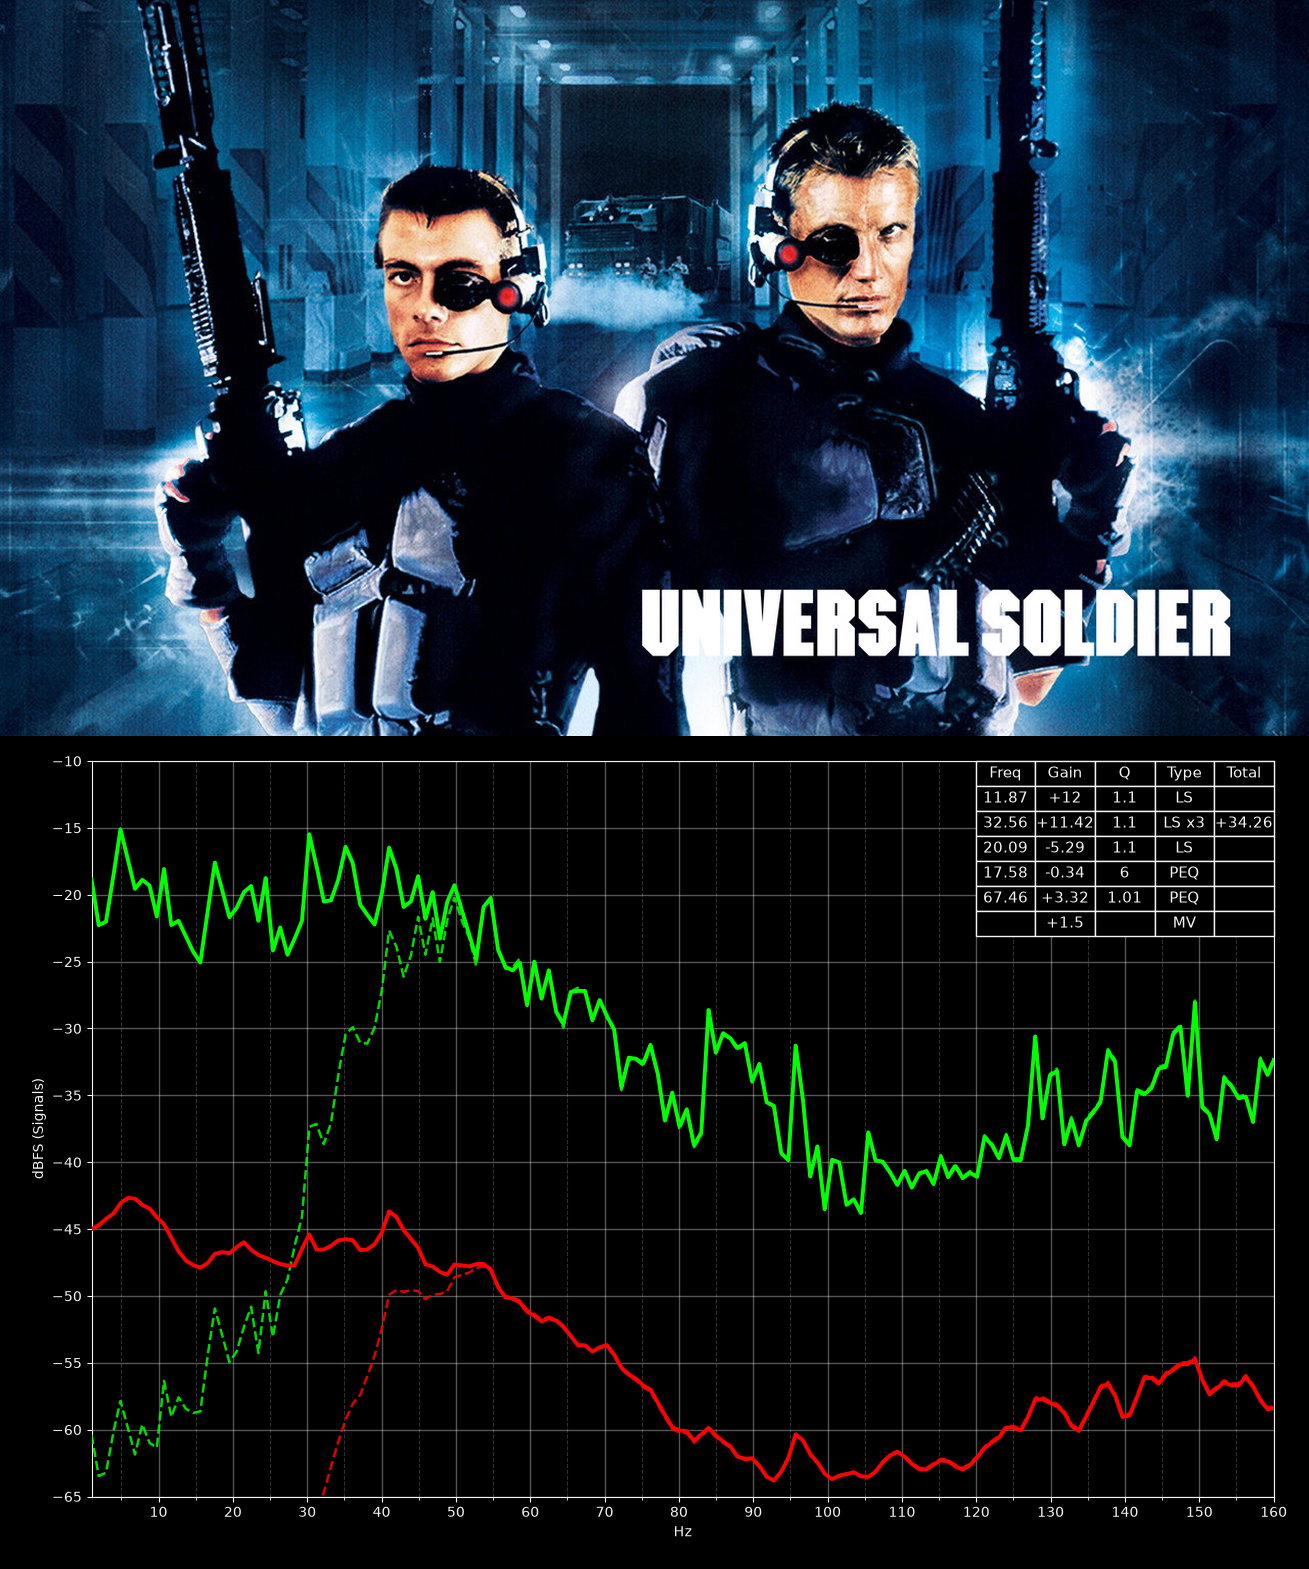 UNIVERSAL SOLDIER
Freq Gain Q Type Total
11.87 +12 1.1 LS
32.56 +11.42 1.1 LS x3 +34.26
20.09 -5.29 1.1 LS
17.58 -0.34 6 PEQ
67.46 +3.32 1.01 PEQ
+1.5 MV
−10
−15
−20
−25
−30
−35
−40
−45
−50
−55
−60
−65
dBFS (Signals)
10 20 30 40 50 60 70 80 90 100 110 120 130 140 150 160
Hz